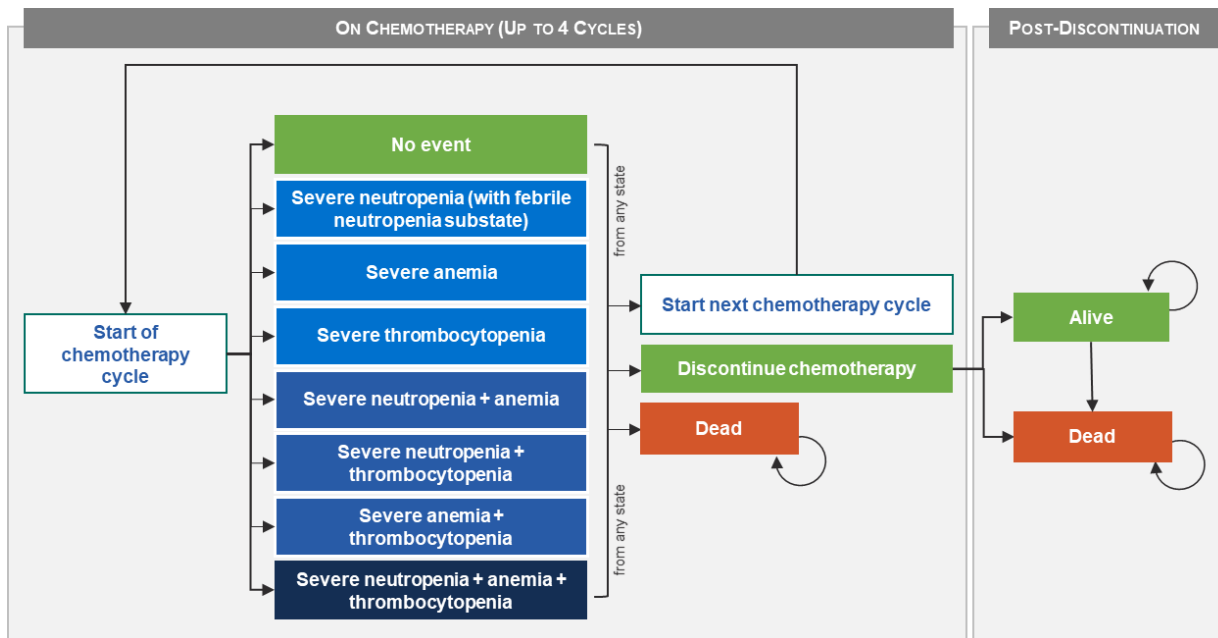 ON CHEMOTHERAPY (UP TO 4 CYCLES)
POST-DISCONTINUATION
No event
Severe neutropenia (with febrile
neutropenia substate)
Severe anemia
Severe thrombocytopenia
Severe neutropenia + anemia
Severe neutropenia +
thrombocytopenia
Severe anemia +
thrombocytopenia
Severe neutropenia + anemia +
thrombocytopenia
Start of
chemotherapy
cycle
from any state
from any state
Start next chemotherapy cycle
Discontinue chemotherapy
Dead
Alive
Dead